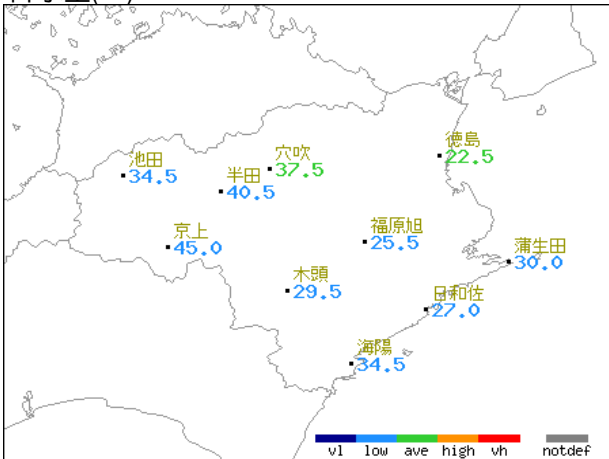 徳島
22.5
穴吹
37.5
池田
34.5
半田
40.5
京上
45.0
福原旭
25.5
蒲生田
30.0
木頭
29.5
日和佐
27.0
海陽
34.5
vl low ave high vh notdef